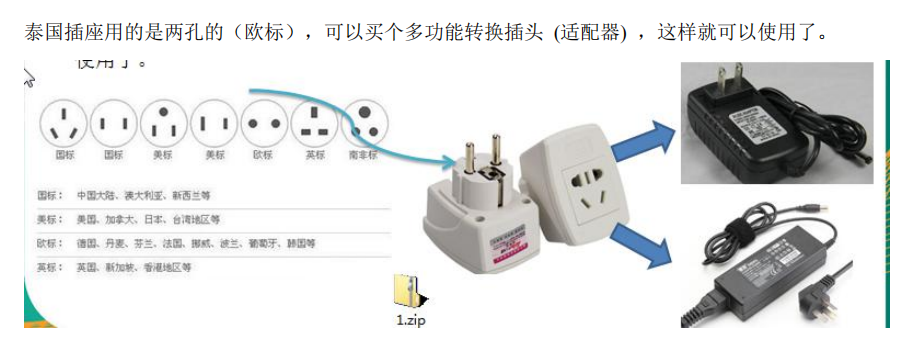 泰国插座用的是两孔的（欧标），可以买个多功能转换插头 (适配器) ，这样就可以使用了。
使用了。
国标 国标 美标 美标 欧标 英标 南非标
国标： 中国大陆、澳大利亚、新西兰等
美标： 美国、加拿大、日本、台湾地区等
欧标： 德国、丹麦、芬兰、法国、挪威、波兰、葡萄牙、韩国等
英标： 英国、新加坡、香港地区等
1.zip